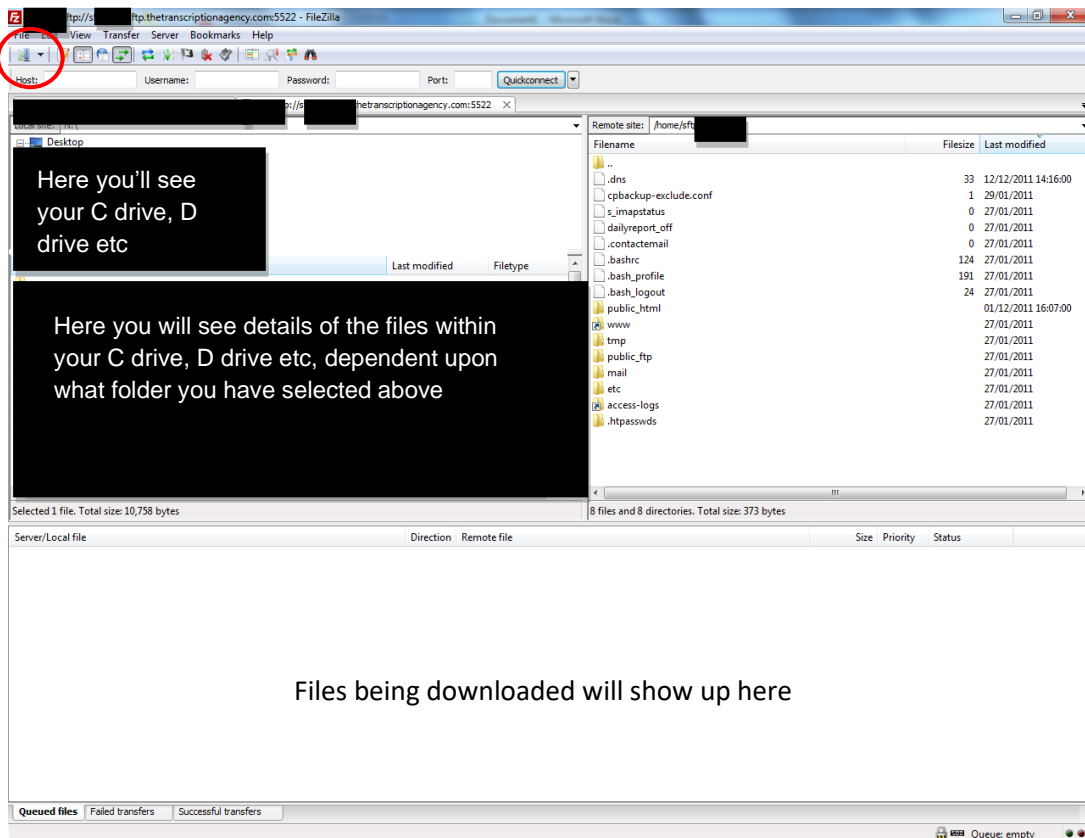 ftp://s ftp.thetranscriptionagency.com:5522 - FileZilla
File Edit View Transfer Server Bookmarks Help
Host: Username: Password: Port: Quickconnect
p://s hetranscriptionagency.com:5522
Local site: N:\
Remote site: /home/sft
Desktop
Here you'll see
your C drive, D
drive etc
Last modified Filetype
Here you will see details of the files within
your C drive, D drive etc, dependent upon
what folder you have selected above
Selected 1 file. Total size: 10,758 bytes
Filename Filesize Last modified
..
.dns 33 12/12/2011 14:16:00
cpbackup-exclude.conf 1 29/01/2011
s_imapstatus 0 27/01/2011
dailyreport_off 0 27/01/2011
.contactemail 0 27/01/2011
.bashrc 124 27/01/2011
.bash_profile 191 27/01/2011
.bash_logout 24 27/01/2011
public_html 01/12/2011 16:07:00
www 27/01/2011
tmp 27/01/2011
public_ftp 27/01/2011
mail 27/01/2011
etc 27/01/2011
access-logs 27/01/2011
.htpasswds 27/01/2011
8 files and 8 directories. Total size: 373 bytes
Server/Local file Direction Remote file Size Priority Status
Files being downloaded will show up here
Queued files Failed transfers Successful transfers
Queue: empty